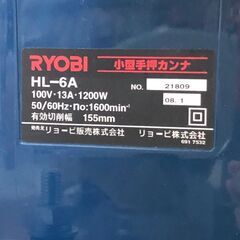 RYOBI
小型手押カンナ
HL-6A
NO. 21809
100V・13A・1200W
08.1
50/60Hz・no:1600min⁻¹
有効切削幅 155mm
発売元 リョービ販売株式会社 リョービ株式会社
691 7532